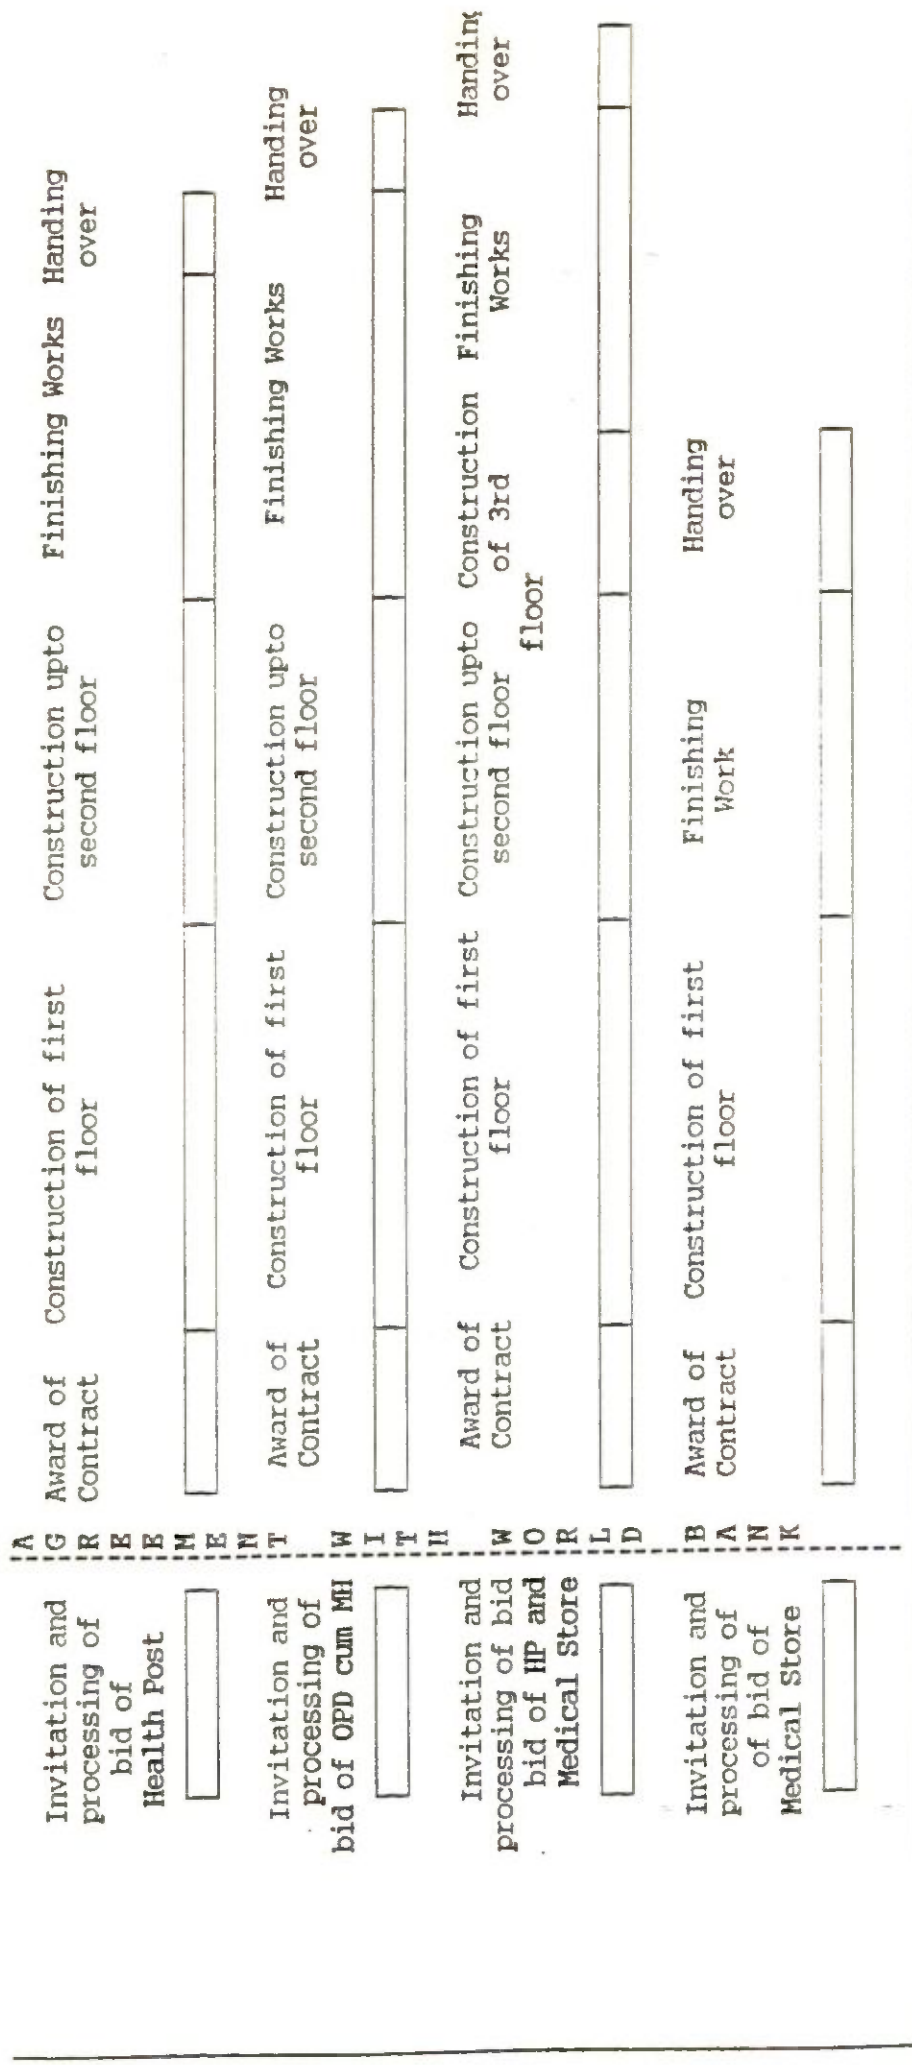 Invitation and
processing of
bid of
Health Post
Award of
Contract
Construction of first
floor
Construction upto
second floor
Finishing Works
Handing
over
Invitation and
processing of
bid of OPD cum MH
Award of
Contract
Construction of first
floor
Construction upto
second floor
Finishing Works
Handing
over
Invitation and
processing of bid
bid of HP and
Medical Store
Award of
Contract
Construction of first
floor
Construction upto
second floor
Construction
of 3rd
floor
Finishing
Works
Handing
over
Invitation and
processing of
of bid of
Medical Store
Award of
Contract
Construction of first
floor
Finishing
Work
Handing
over
AGREEMENT WITH WORLD BANK